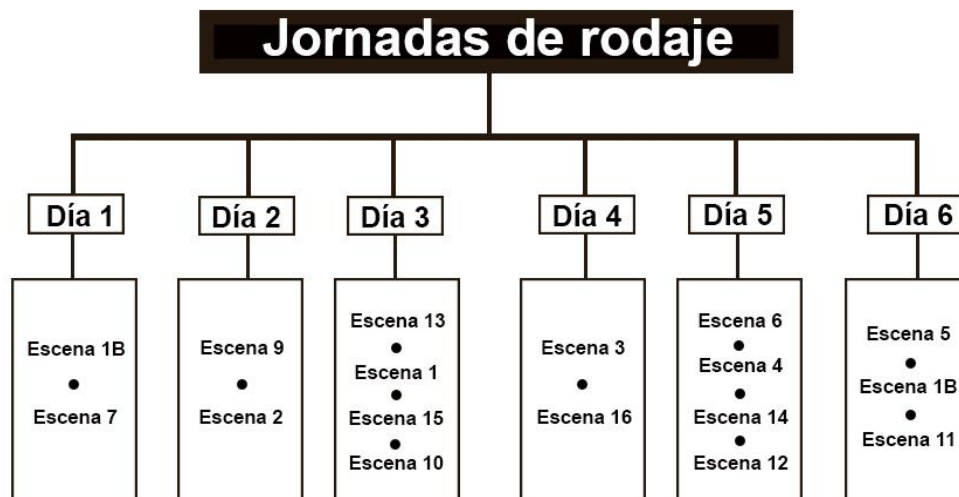 Jornadas de rodaje
Día 1
Día 2
Día 3
Día 4
Día 5
Día 6
Escena 1B
Escena 7
Escena 9
Escena 2
Escena 13
Escena 1
Escena 15
Escena 10
Escena 3
Escena 16
Escena 6
Escena 4
Escena 14
Escena 12
Escena 5
Escena 1B
Escena 11